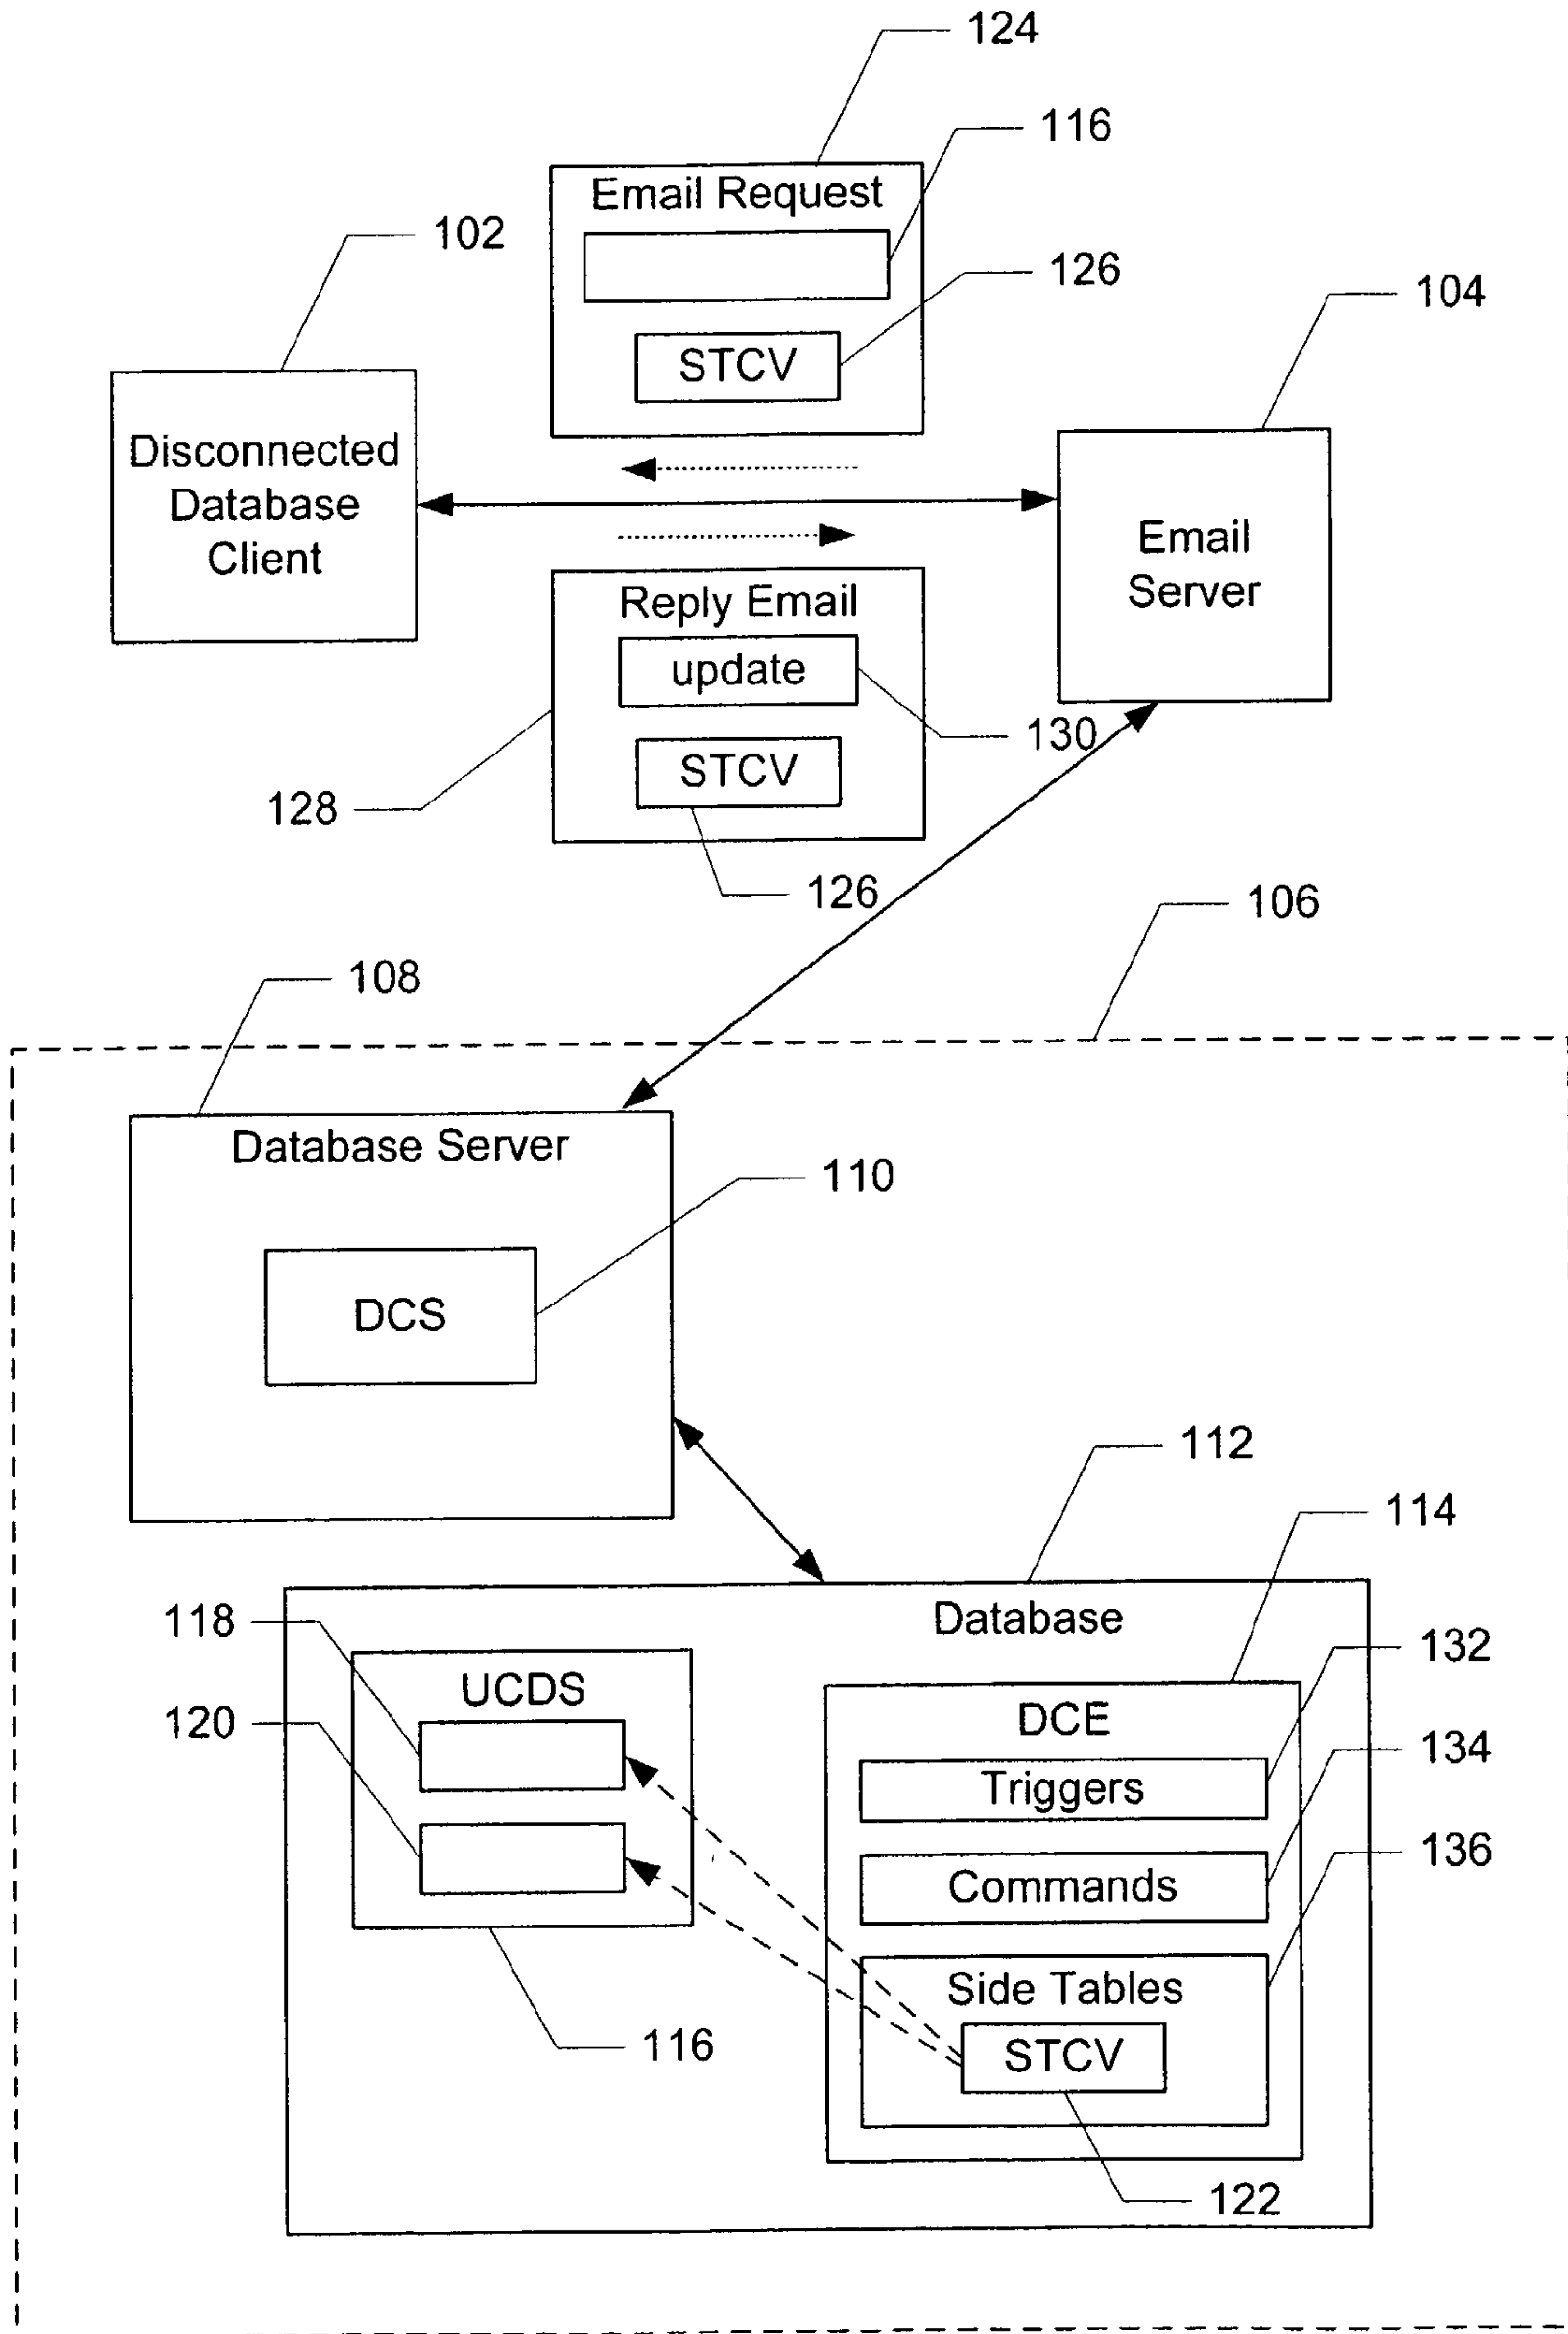 124
116
Email Request
102
126
104
STCV
Disconnected
Database
Client
Email
Server
Reply Email
update
130
STCV
128
126
106
108
Database Server
110
DCS
112
114
Database
118
132
UCDS
120
DCE
134
Triggers
136
Commands
Side Tables
116
STCV
122